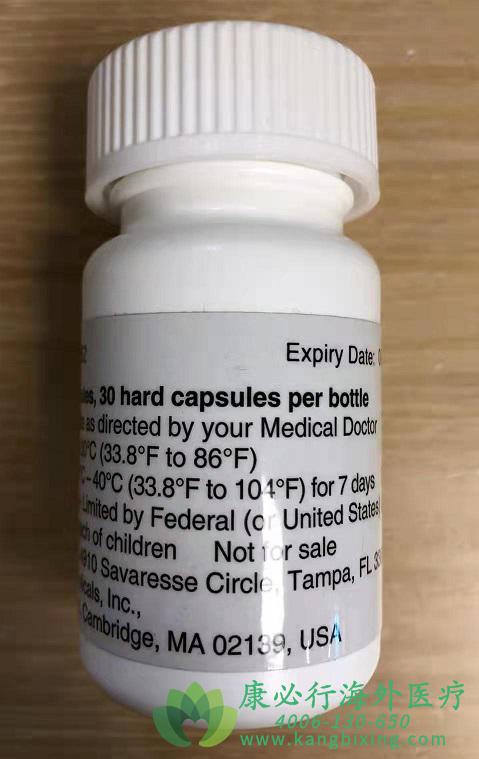 Expiry Date:
30 hard capsules per bottle
as directed by your Medical Doctor
(33.8°F to 86°F)
– 40°C (33.8°F to 104°F) for 7 days
Limited by Federal (or United States)
of children Not for sale
Savaresse Circle, Tampa, FL
Inc.,
Cambridge, MA 02139, USA
康必行海外医疗
4006-130-650
www.kangbixing.com